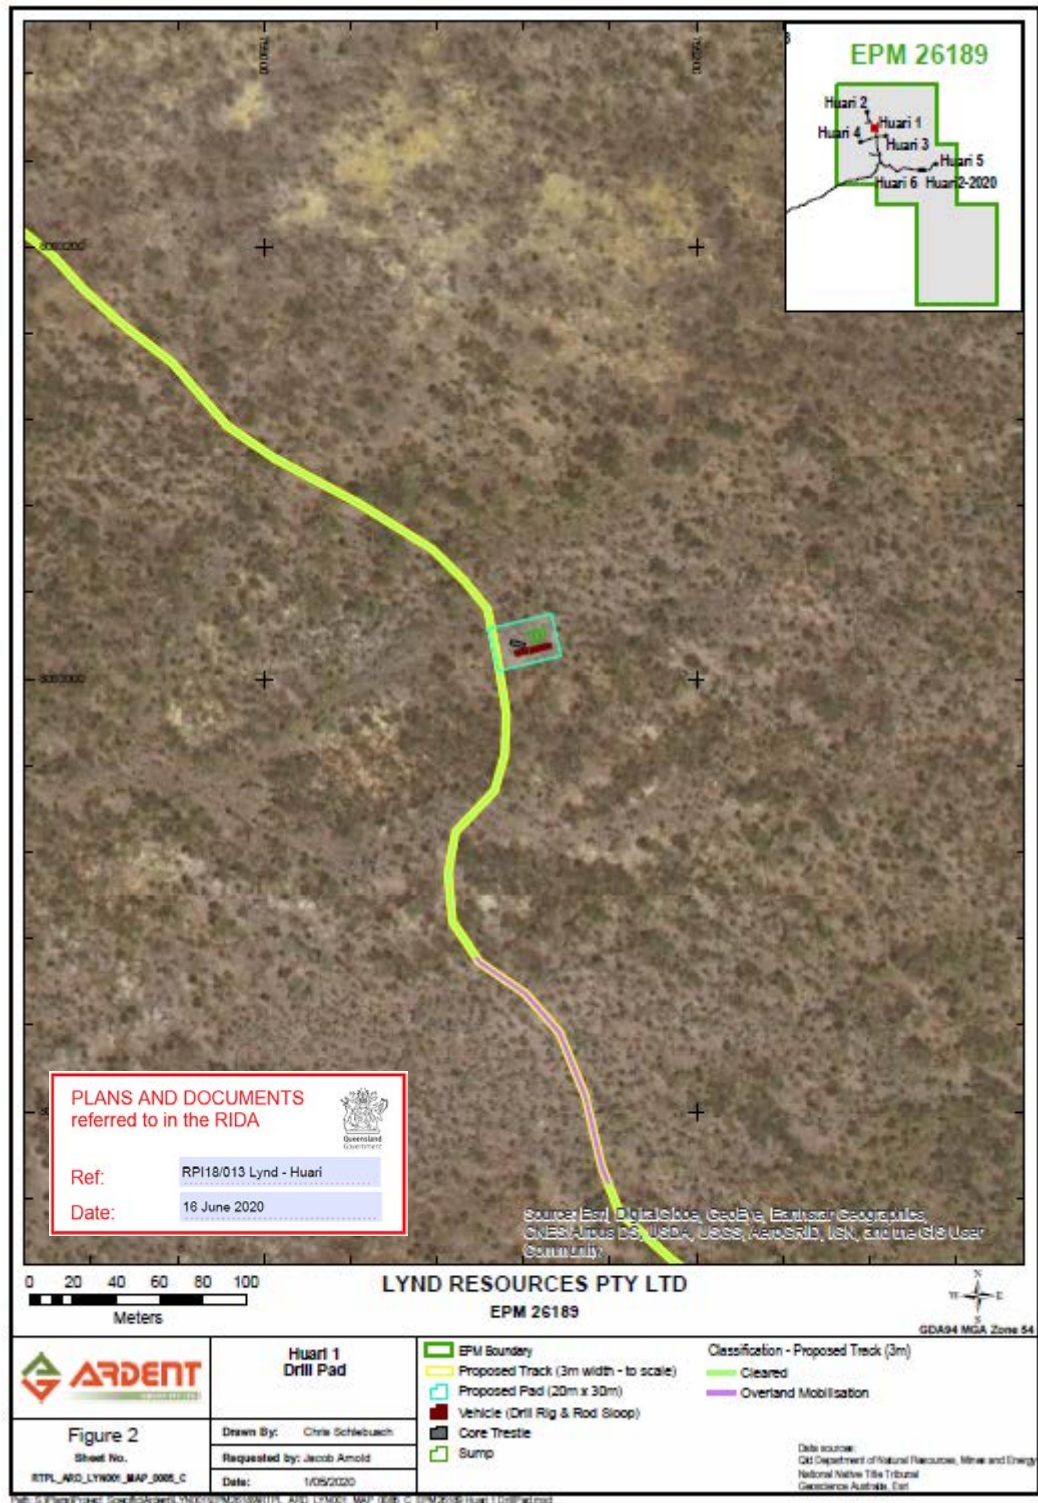 EPM 26189
Huari 2
Huari 1
Huari 4
Huari 3
Huari 5
Huari 6 Huari2-2020
PLANS AND DOCUMENTS
referred to in the RIDA
Queensland
Government
Ref: RPI18/013 Lynd - Huari
Date: 16 June 2020
Source: Esri, DigitalGlobe, GeoEye, Earthstar Geographics,
CNES/Airbus DS, USDA, USGS, AeroGRID, IGN, and the GIS User
Community
0 20 40 60 80 100
Meters
LYND RESOURCES PTY LTD
EPM 26189
N
W E
S
GDA94 MGA Zone 54
ARDENT
Huari 1
Drill Pad
Figure 2
Sheet No.
RTPL_ARD_LYN001_MAP_0005_C
Drawn By: Chris Schlebusch
Requested by: Jacob Arnold
Date: 1/05/2020
EPM Boundary
Proposed Track (3m width - to scale)
Proposed Pad (20m x 30m)
Vehicle (Drill Rig & Rod Sloop)
Core Trestle
Sump
Classification - Proposed Track (3m)
Cleared
Overland Mobilisation
Data sources:
Qld Department of Natural Resources, Mines and Energy
National Native Title Tribunal
Geoscience Australia, Esri